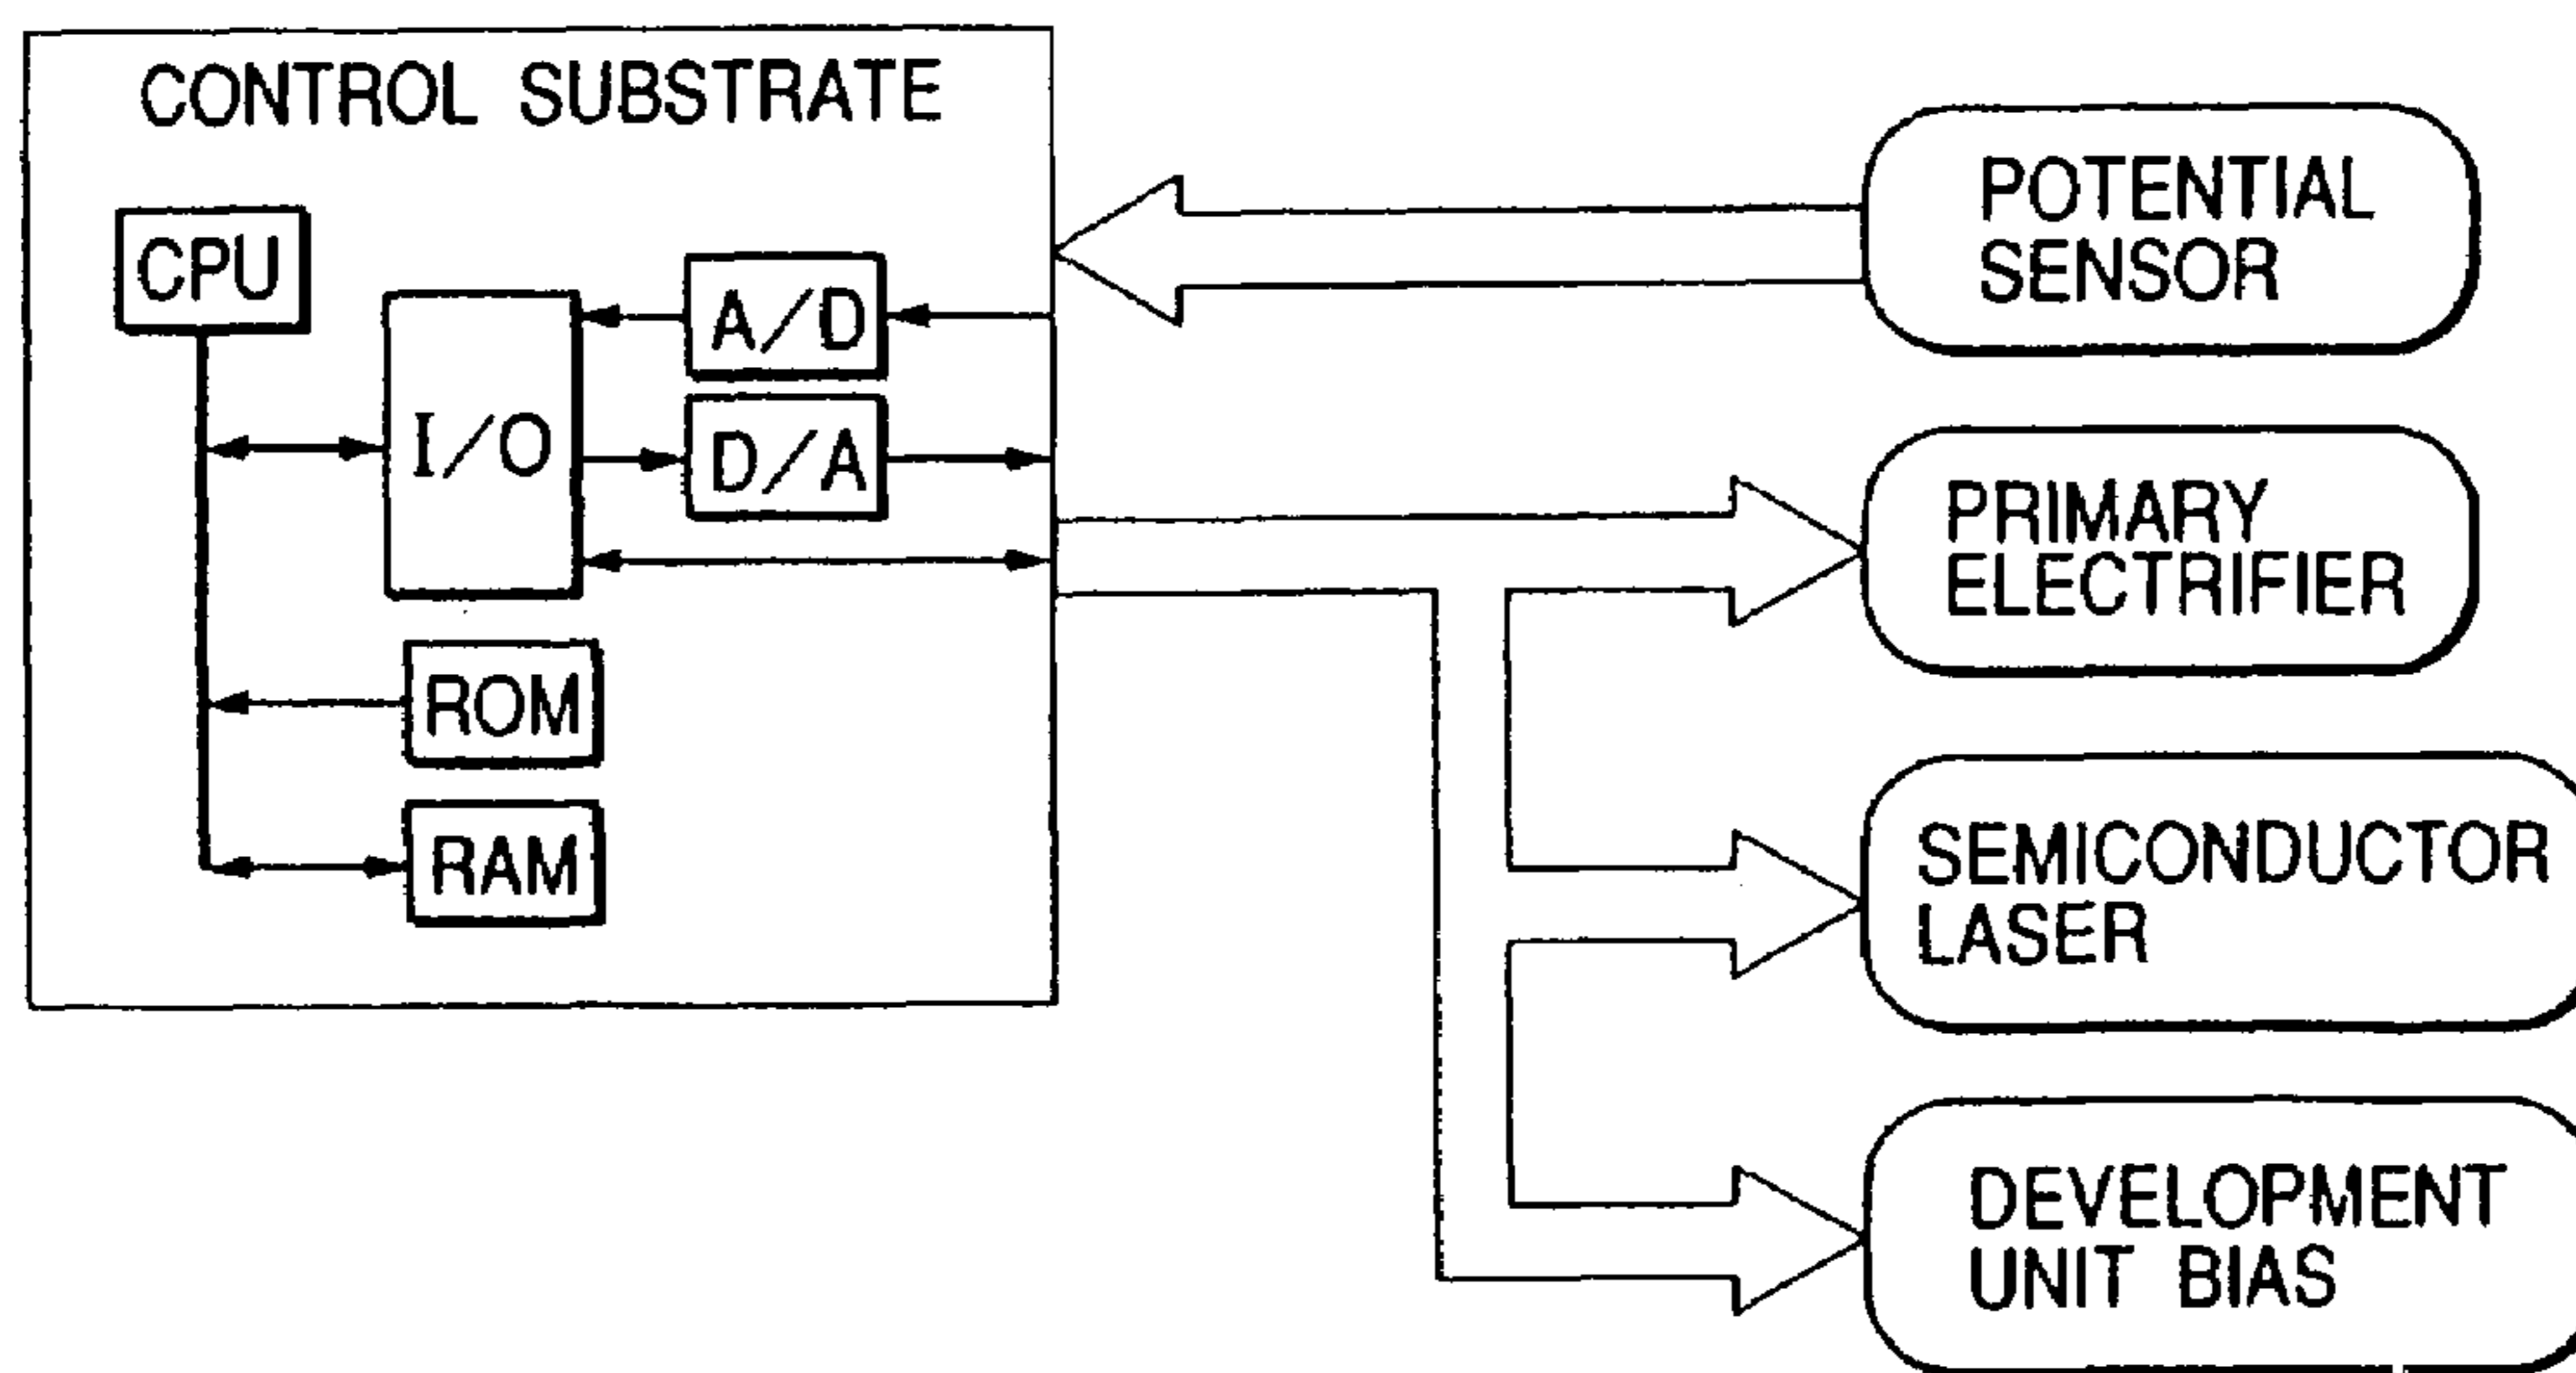 CONTROL SUBSTRATE
CPU
I/O
A/D
D/A
ROM
RAM
POTENTIAL
SENSOR
PRIMARY
ELECTRIFIER
SEMICONDUCTOR
LASER
DEVELOPMENT
UNIT BIAS